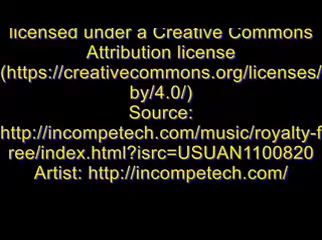 licensed under a Creative Commons
Attribution license
(https://creativecommons.org/licenses/
by/4.0/)
Source:
http://incompetech.com/music/royalty-f
ree/index.html?isrc=USUAN1100820
Artist: http://incompetech.com/